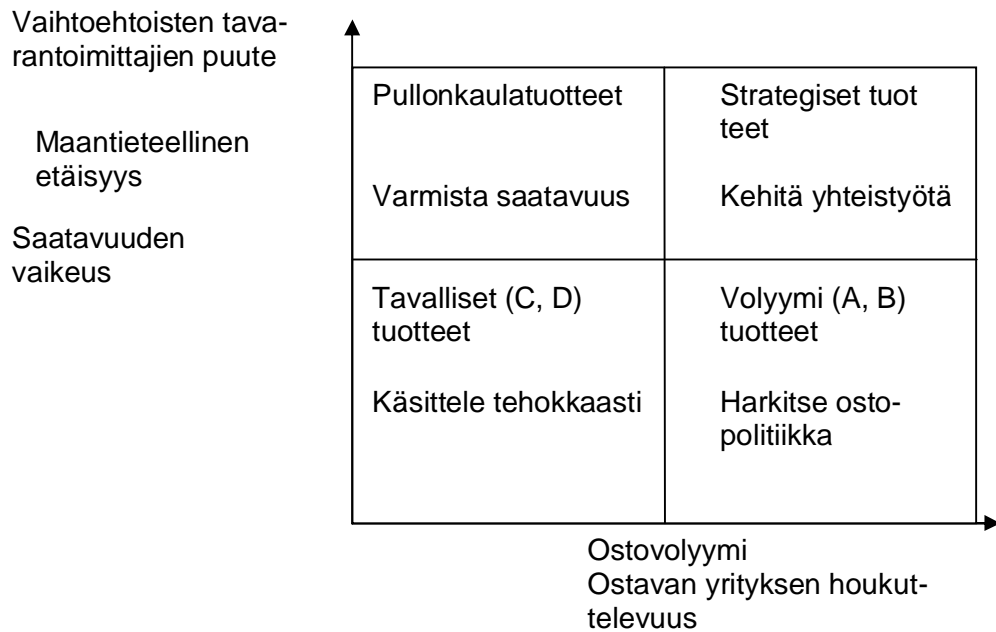 Vaihtoehtoisten tava-
rantoimittajien puute
Maantieteellinen
etäisyys
Saatavuuden
vaikeus
Pullonkaulatuotteet
Varmista saatavuus
Strategiset tuot
teet
Kehitä yhteistyötä
Tavalliset (C, D)
tuotteet
Käsittele tehokkaasti
Volyymi (A, B)
tuotteet
Harkitse osto-
politiikka
Ostovolyymi
Ostavan yrityksen houkut-
televuus